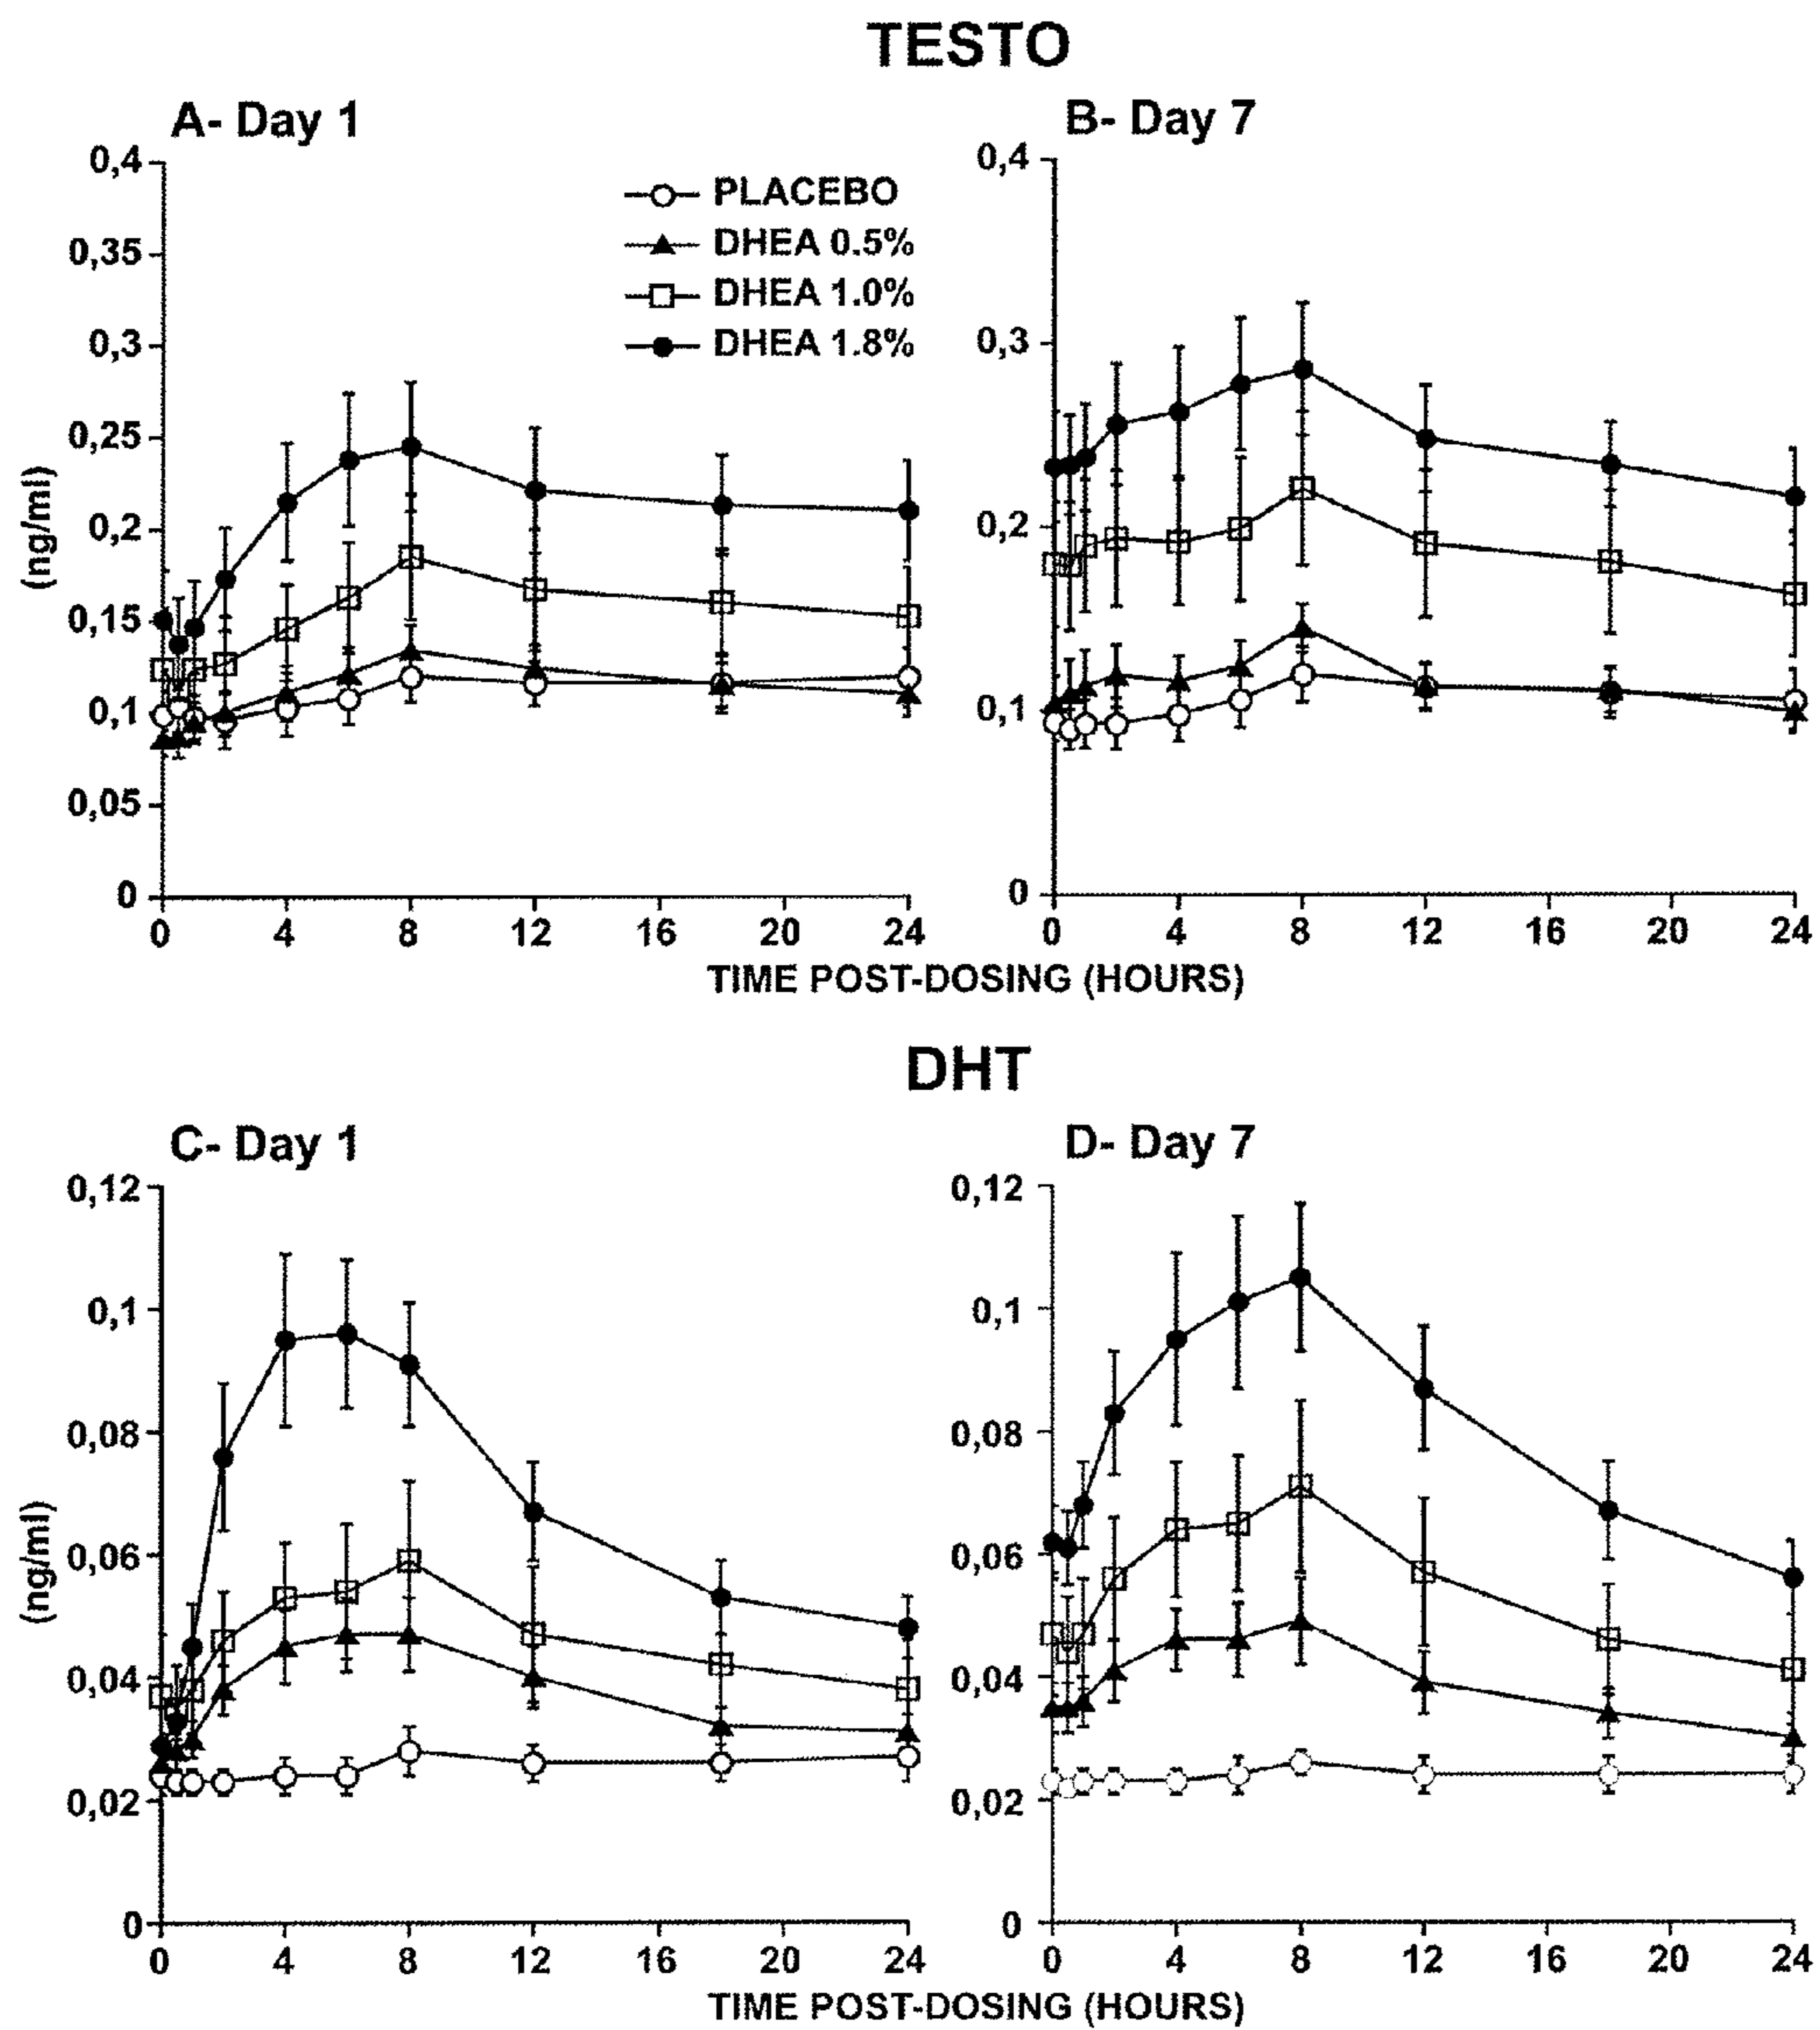 TESTO
A- Day 1
B- Day 7
0,4
0,35
0,3
0,25
0,2
0,15
0,1
0,05
0
(ng/ml)
PLACEBO
DHEA 0.5%
DHEA 1.0%
DHEA 1.8%
0,4
0,3
0,2
0,1
0
0 4 8 12 16 20 24
0 4 8 12 16 20 24
TIME POST-DOSING (HOURS)
DHT
C- Day 1
D- Day 7
0,12
0,1
0,08
0,06
0,04
0,02
0
(ng/ml)
0,12
0,1
0,08
0,06
0,04
0,02
0
0 4 8 12 16 20 24
0 4 8 12 16 20 24
TIME POST-DOSING (HOURS)